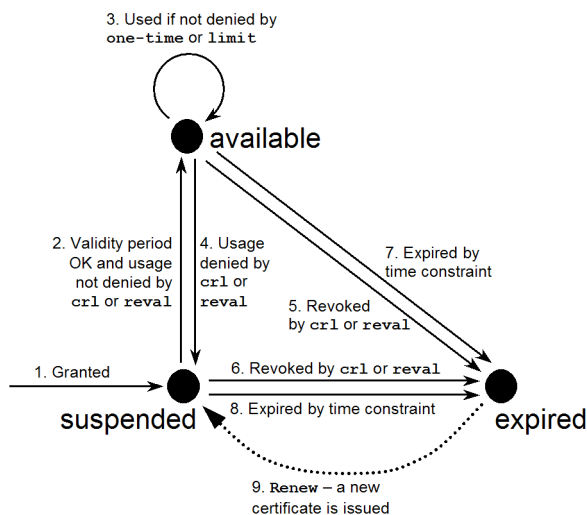 3. Used if not denied by
one-time or limit
available
2. Validity period
OK and usage
not denied by
crl or reval
4. Usage
denied by
crl or
reval
7. Expired by
time constraint
5. Revoked
by crl or reval
1. Granted
6. Revoked by crl or reval
8. Expired by time constraint
suspended
expired
9. Renew – a new
certificate is issued